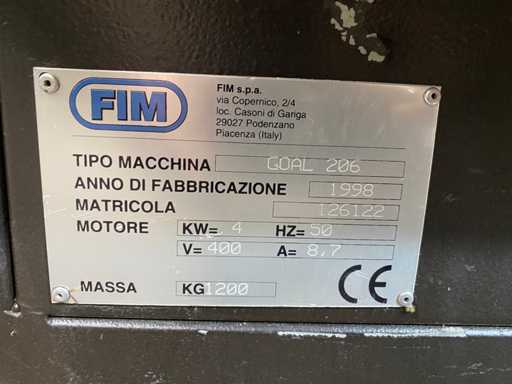 FIM
FIM s.p.a.
via Copernico, 2/4
loc. Casoni di Gariga
29027 Podenzano
Piacenza (Italy)
TIPO MACCHINA GOAL 206
ANNO DI FABBRICAZIONE 1998
MATRICOLA 126122
MOTORE KW= 4 HZ= 50
V= 400 A= 8,7
MASSA KG 1200 CE